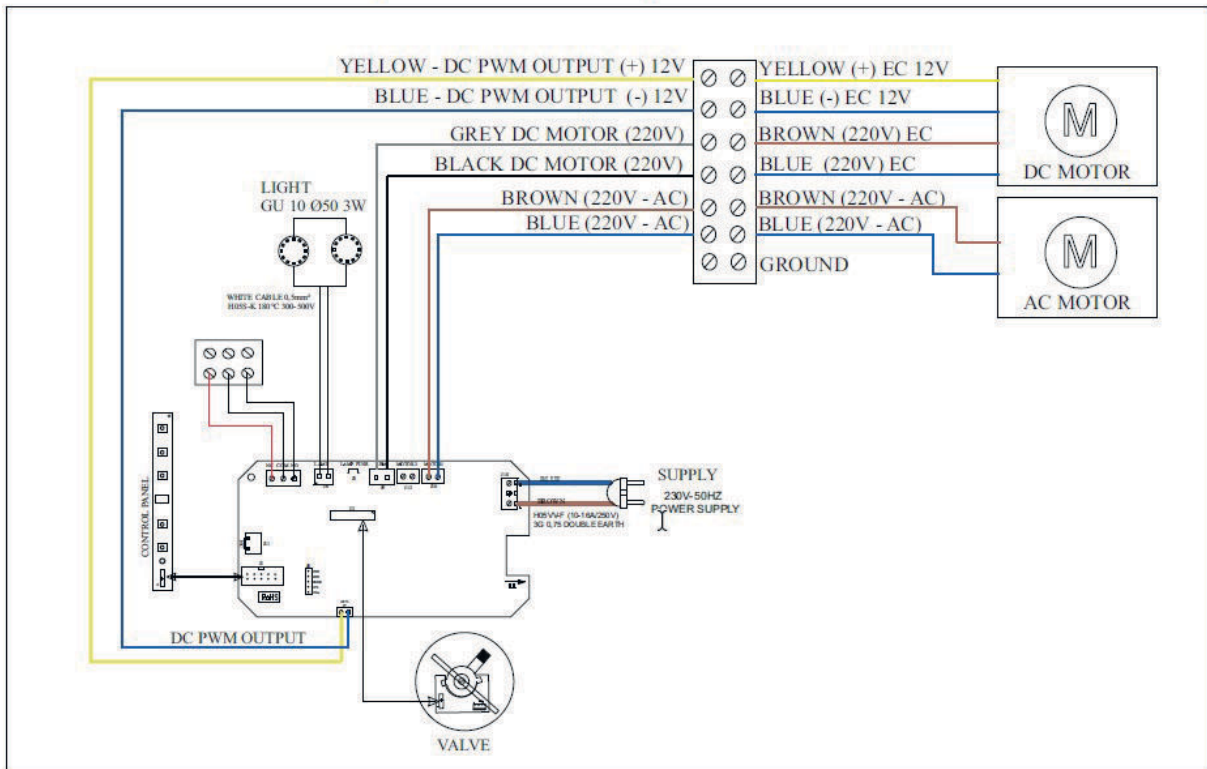 YELLOW - DC PWM OUTPUT (+) 12V
BLUE - DC PWM OUTPUT (-) 12V
GREY DC MOTOR (220V)
BLACK DC MOTOR (220V)
BROWN (220V - AC)
BLUE (220V - AC)
YELLOW (+) EC 12V
BLUE (-) EC 12V
BROWN (220V) EC
BLUE (220V) EC
BROWN (220V - AC)
BLUE (220V - AC)
GROUND
M
DC MOTOR
M
AC MOTOR
LIGHT
GU 10 Ø50 3W
WHITE CABLE 0,5mm²
H05S-K 180°C 300-500V
CONTROL PANEL
LAMP FUSE
BROWN
SUPPLY
230V-50HZ
POWER SUPPLY
H05VV-F (10-16A/250V)
3G 0,75 DOUBLE EARTH
RoHS
DC PWM OUTPUT
VALVE